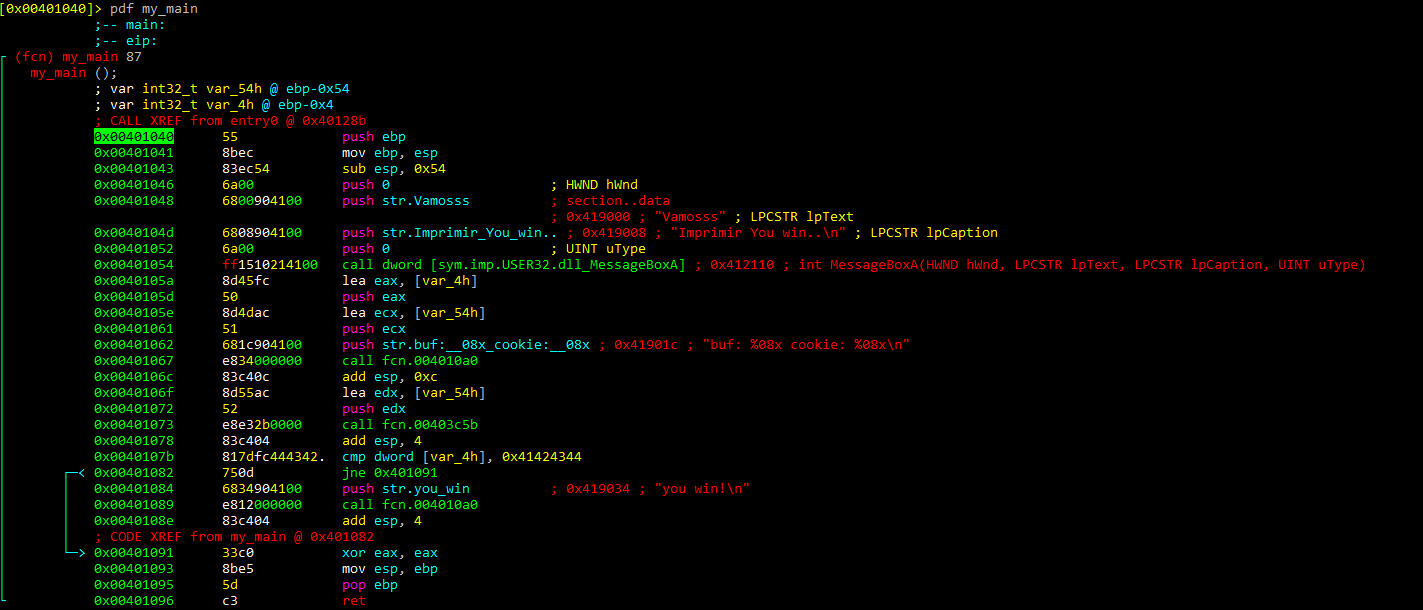 [0x00401040]> pdf my_main
;-- main:
;-- eip:
(fcn) my_main 87
my_main ();
; var int32_t var_54h @ ebp-0x54
; var int32_t var_4h @ ebp-0x4
; CALL XREF from entry0 @ 0x40128b
0x00401040 55 push ebp
0x00401041 8bec mov ebp, esp
0x00401043 83ec54 sub esp, 0x54
0x00401046 6a00 push 0 ; HWND hWnd
0x00401048 6800904100 push str.Vamosss ; section..data
; 0x419000 ; "Vamosss" ; LPCSTR lpText
0x0040104d 6808904100 push str.Imprimir_You_win.. ; 0x419008 ; "Imprimir You win..\n" ; LPCSTR lpCaption
0x00401052 6a00 push 0 ; UINT uType
0x00401054 ff1510214100 call dword [sym.imp.USER32.dll_MessageBoxA] ; 0x412110 ; int MessageBoxA(HWND hWnd, LPCSTR lpText, LPCSTR lpCaption, UINT uType)
0x0040105a 8d45fc lea eax, [var_4h]
0x0040105d 50 push eax
0x0040105e 8d4dac lea ecx, [var_54h]
0x00401061 51 push ecx
0x00401062 681c904100 push str.buf:__08x_cookie:__08x ; 0x41901c ; "buf: %08x cookie: %08x\n"
0x00401067 e834000000 call fcn.004010a0
0x0040106c 83c40c add esp, 0xc
0x0040106f 8d55ac lea edx, [var_54h]
0x00401072 52 push edx
0x00401073 e8e32b0000 call fcn.00403c5b
0x00401078 83c404 add esp, 4
0x0040107b 817dfc444342. cmp dword [var_4h], 0x41424344
0x00401082 750d jne 0x401091
0x00401084 6834904100 push str.you_win ; 0x419034 ; "you win!\n"
0x00401089 e812000000 call fcn.004010a0
0x0040108e 83c404 add esp, 4
; CODE XREF from my_main @ 0x401082
0x00401091 33c0 xor eax, eax
0x00401093 8be5 mov esp, ebp
0x00401095 5d pop ebp
0x00401096 c3 ret